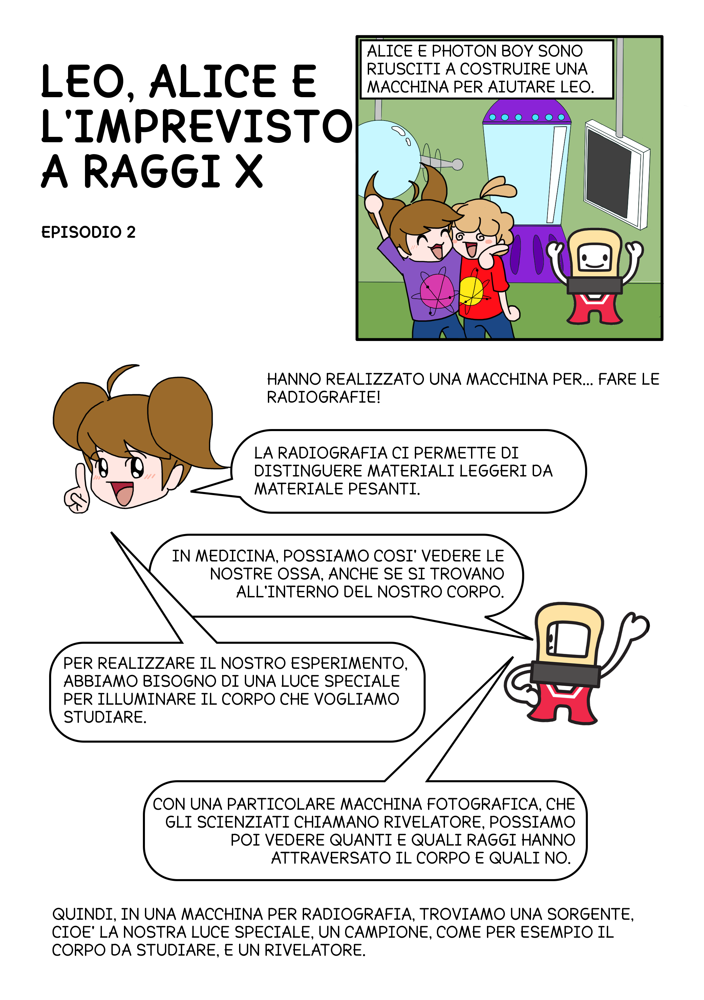 LEO, ALICE E
L'IMPREVISTO
A RAGGI X
EPISODIO 2
ALICE E PHOTON BOY SONO
RIUSCITI A COSTRUIRE UNA
MACCHINA PER AIUTARE LEO.
HANNO REALIZZATO UNA MACCHINA PER... FARE LE
RADIOGRAFIE!
LA RADIOGRAFIA CI PERMETTE DI
DISTINGUERE MATERIALI LEGGERI DA
MATERIALE PESANTI.
IN MEDICINA, POSSIAMO COSI' VEDERE LE
NOSTRE OSSA, ANCHE SE SI TROVANO
ALL'INTERNO DEL NOSTRO CORPO.
PER REALIZZARE IL NOSTRO ESPERIMENTO,
ABBIAMO BISOGNO DI UNA LUCE SPECIALE
PER ILLUMINARE IL CORPO CHE VOGLIAMO
STUDIARE.
CON UNA PARTICOLARE MACCHINA FOTOGRAFICA, CHE
GLI SCIENZIATI CHIAMANO RIVELATORE, POSSIAMO
POI VEDERE QUANTI E QUALI RAGGI HANNO
ATTRAVERSATO IL CORPO E QUALI NO.
QUINDI, IN UNA MACCHINA PER RADIOGRAFIA, TROVIAMO UNA SORGENTE,
CIOE' LA NOSTRA LUCE SPECIALE, UN CAMPIONE, COME PER ESEMPIO IL
CORPO DA STUDIARE, E UN RIVELATORE.